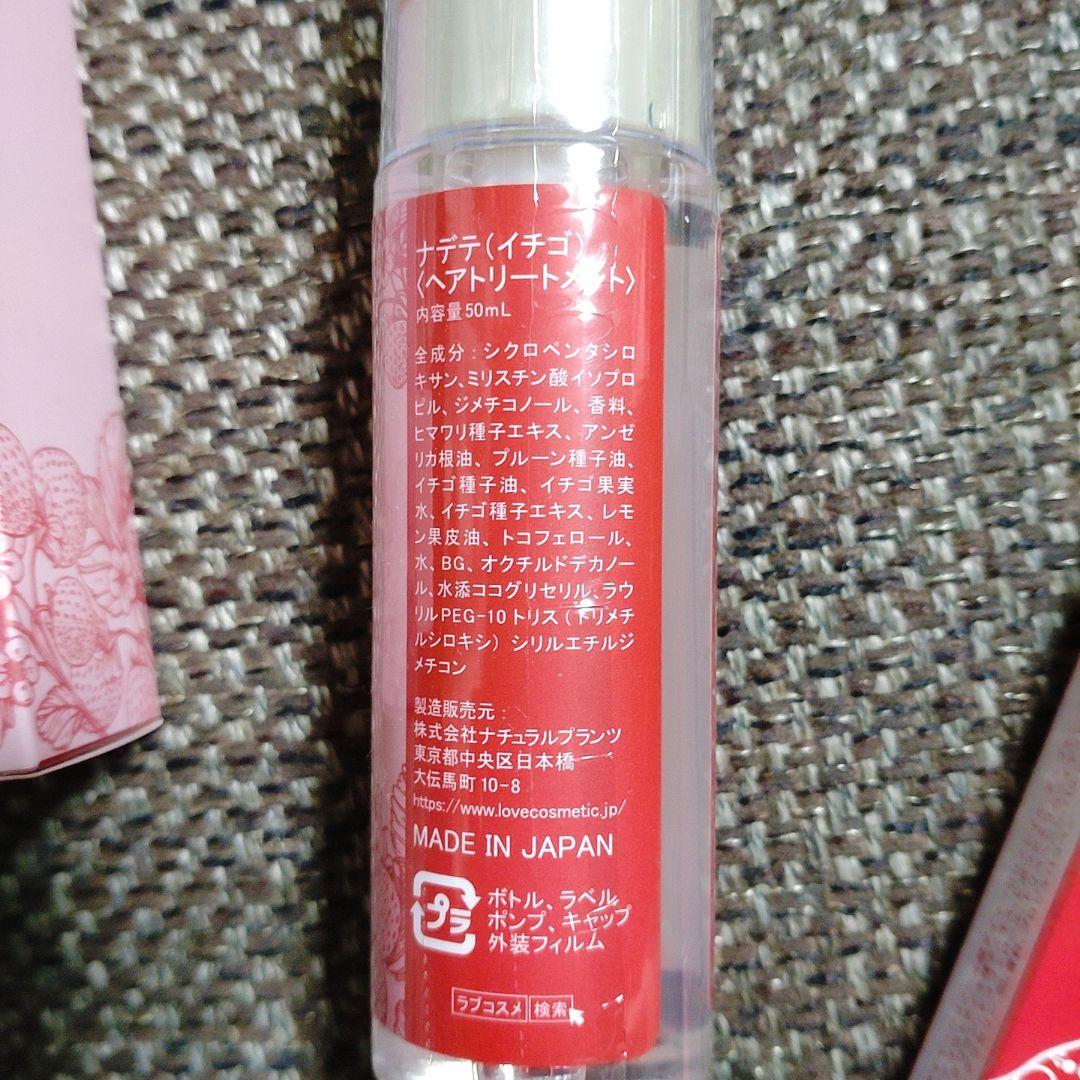 ナデテ(イチゴ)
〈ヘアトリートメント〉
内容量50mL
全成分:シクロペンタシロ
キサン、ミリスチン酸イソプロ
ピル、ジメチコノール、香料、
ヒマワリ種子エキス、アンゼ
リカ根油、プルーン種子油、
イチゴ種子油、イチゴ果実
水、イチゴ種子エキス、レモ
ン果皮油、トコフェロール、
水、BG、オクチルドデカノー
ル、水添ココグリセリル、ラウ
リルPEG-10トリス(トリメチ
ルシロキシ)シリルエチルジ
メチコン
製造販売元:
株式会社ナチュラルプランツ
東京都中央区日本橋
大伝馬町10-8
https://www.lovecosmetic.jp/
MADE IN JAPAN
プラ
ボトル、ラベル
ポンプ、キャップ
外装フィルム
ラブコスメ 検索